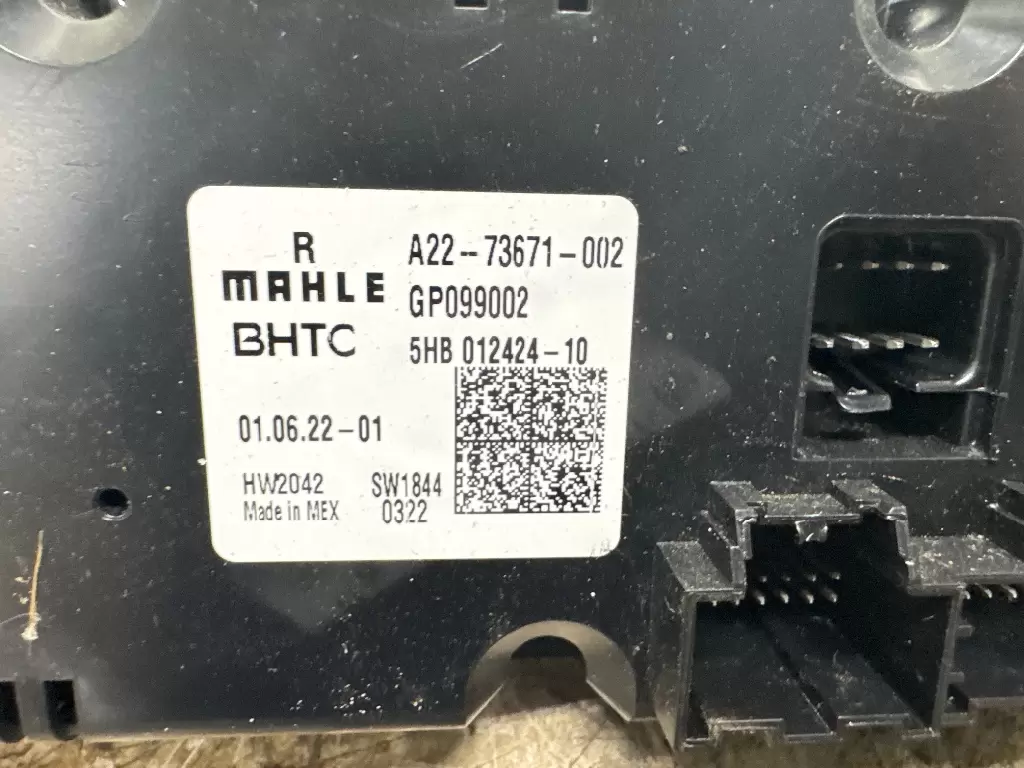 R
MAHLE
BHTC
A22-73671-002
GP099002
5HB 012424-10
01.06.22-01
HW2042 SW1844
Made in MEX 0322